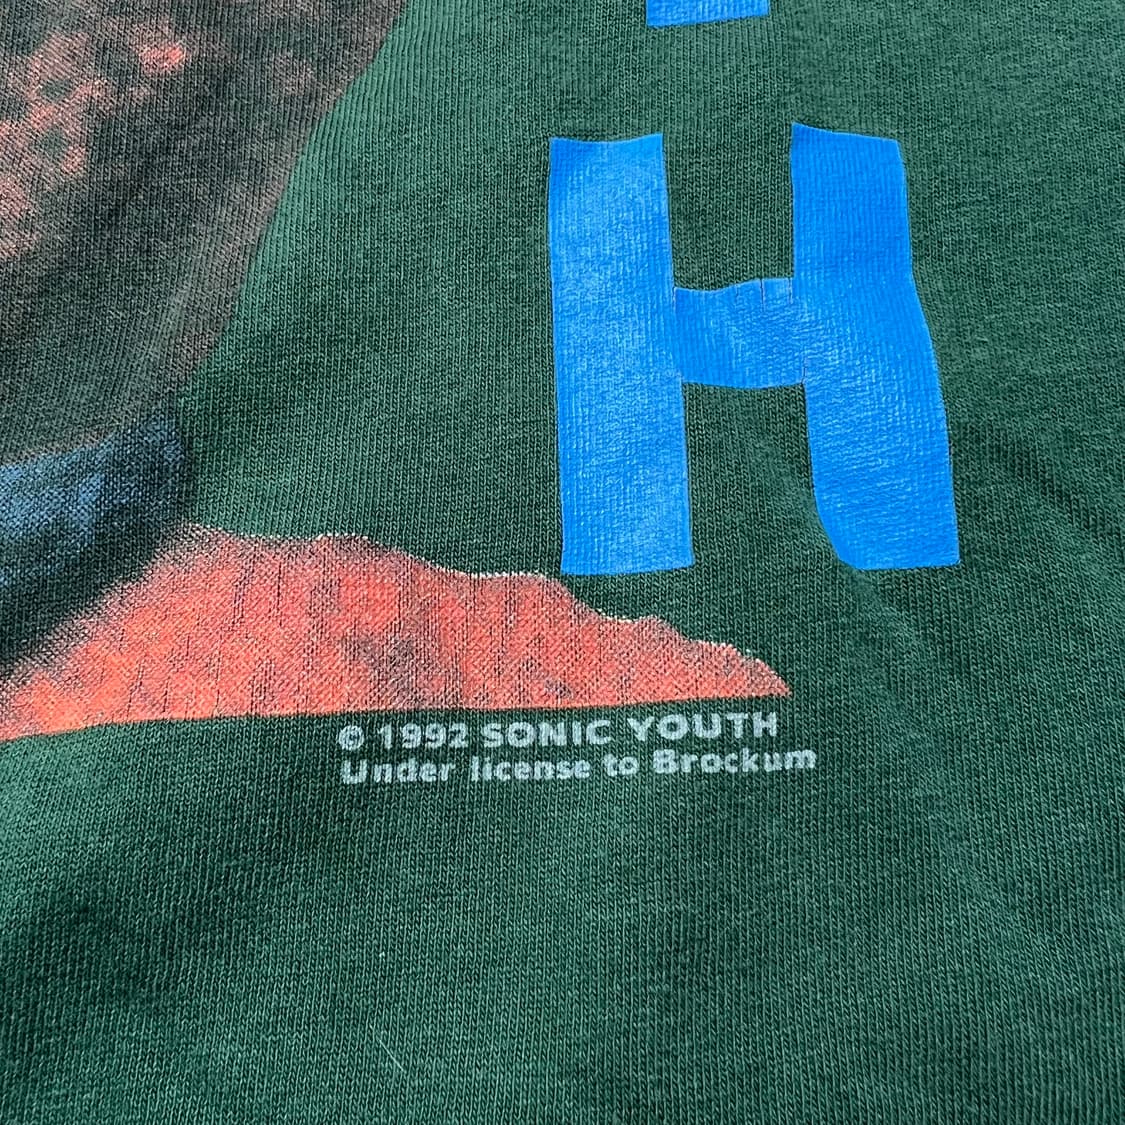 H
© 1992 SONIC YOUTH
Under license to Brockum